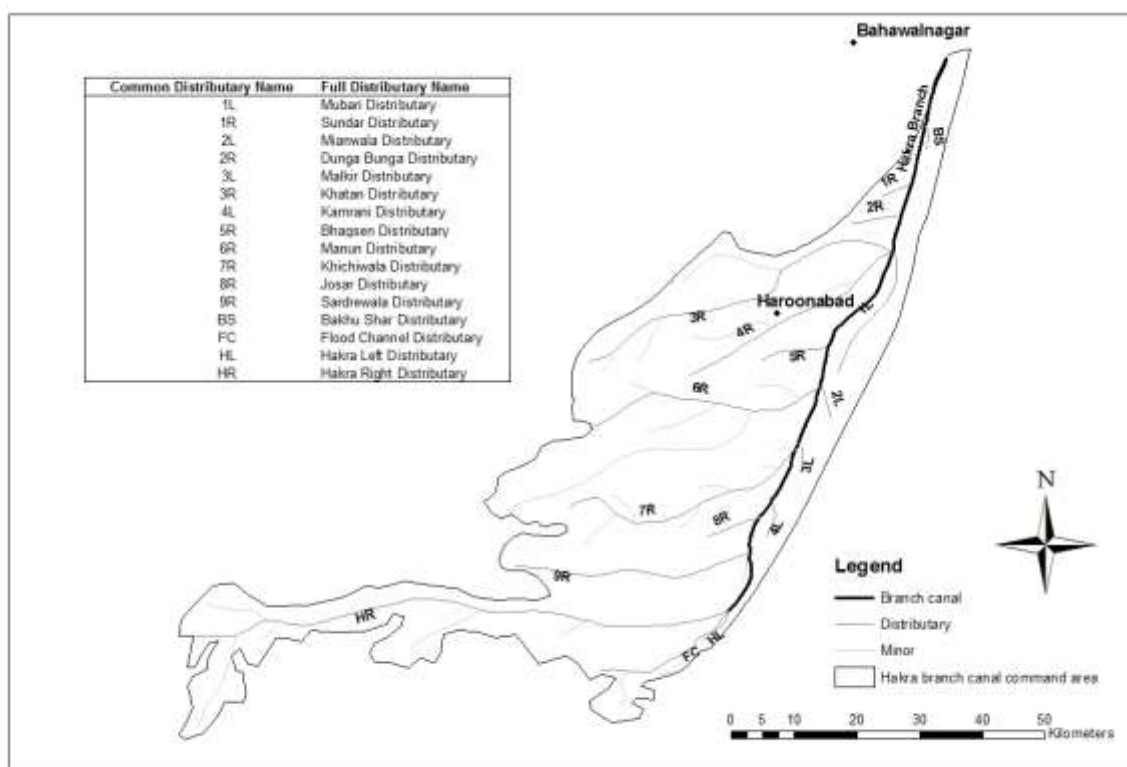 Bahawalnagar
Common Distributary Name Full Distributary Name
1L Mubari Distributary
1R Sundar Distributary
2L Mianwala Distributary
2R Dunga Bunga Distributary
3L Malkir Distributary
3R Khatan Distributary
4L Kamrani Distributary
5R Bhagsen Distributary
6R Manun Distributary
7R Khichiwala Distributary
8R Josar Distributary
9R Sardrewala Distributary
BS Bakhu Shar Distributary
FC Flood Channel Distributary
HL Hakra Left Distributary
HR Hakra Right Distributary
Hakra Branch
BS
1R
2R
Haroonabad
1L
3R
4R
5R
6R
2L
3L
7R
8R
4L
9R
HR
FC
HL
N
Legend
Branch canal
Distributary
Minor
Hakra branch canal command area
0 5 10 20 30 40 50
Kilometers